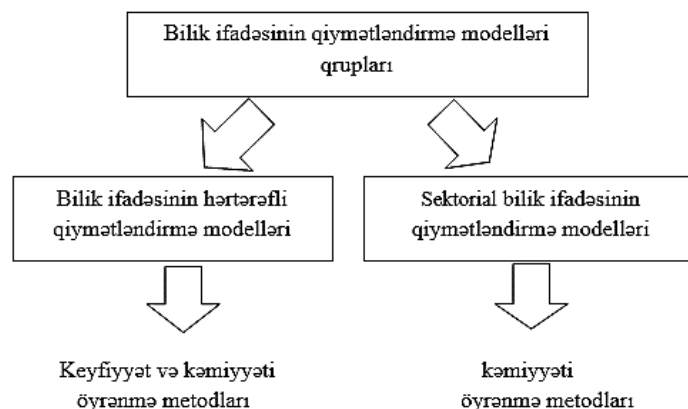 Bilik ifadəsinin qiymətləndirmə modelləri
qrupları
Bilik ifadəsinin hərtərəfli
qiymətləndirmə modelləri
Sektorial bilik ifadəsinin
qiymətləndirmə modelləri
Keyfiyyət və kəmiyyəti
öyrənmə metodları
kəmiyyəti
öyrənmə metodları